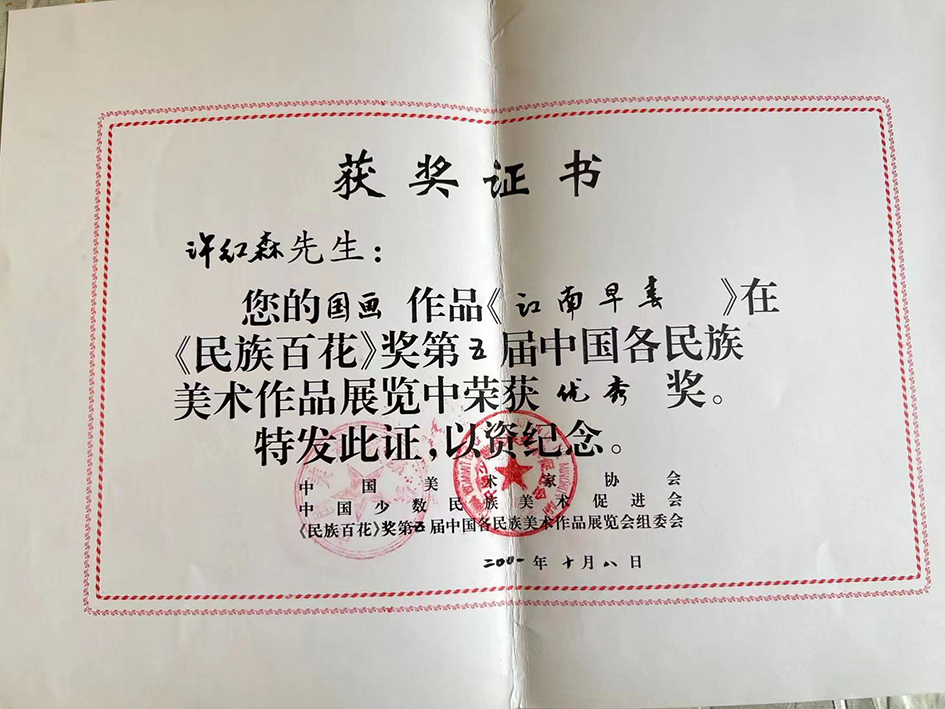 获奖证书
许红森先生：
您的国画 作品《江南早春 》在
《民族百花》奖第五届中国各民族
美术作品展览中荣获 优秀 奖。
特发此证，以资纪念。
中国美术家协会
中国少数民族美术促进会
《民族百花》奖第五届中国各民族美术作品展览会组委会
二〇〇一年十月八日